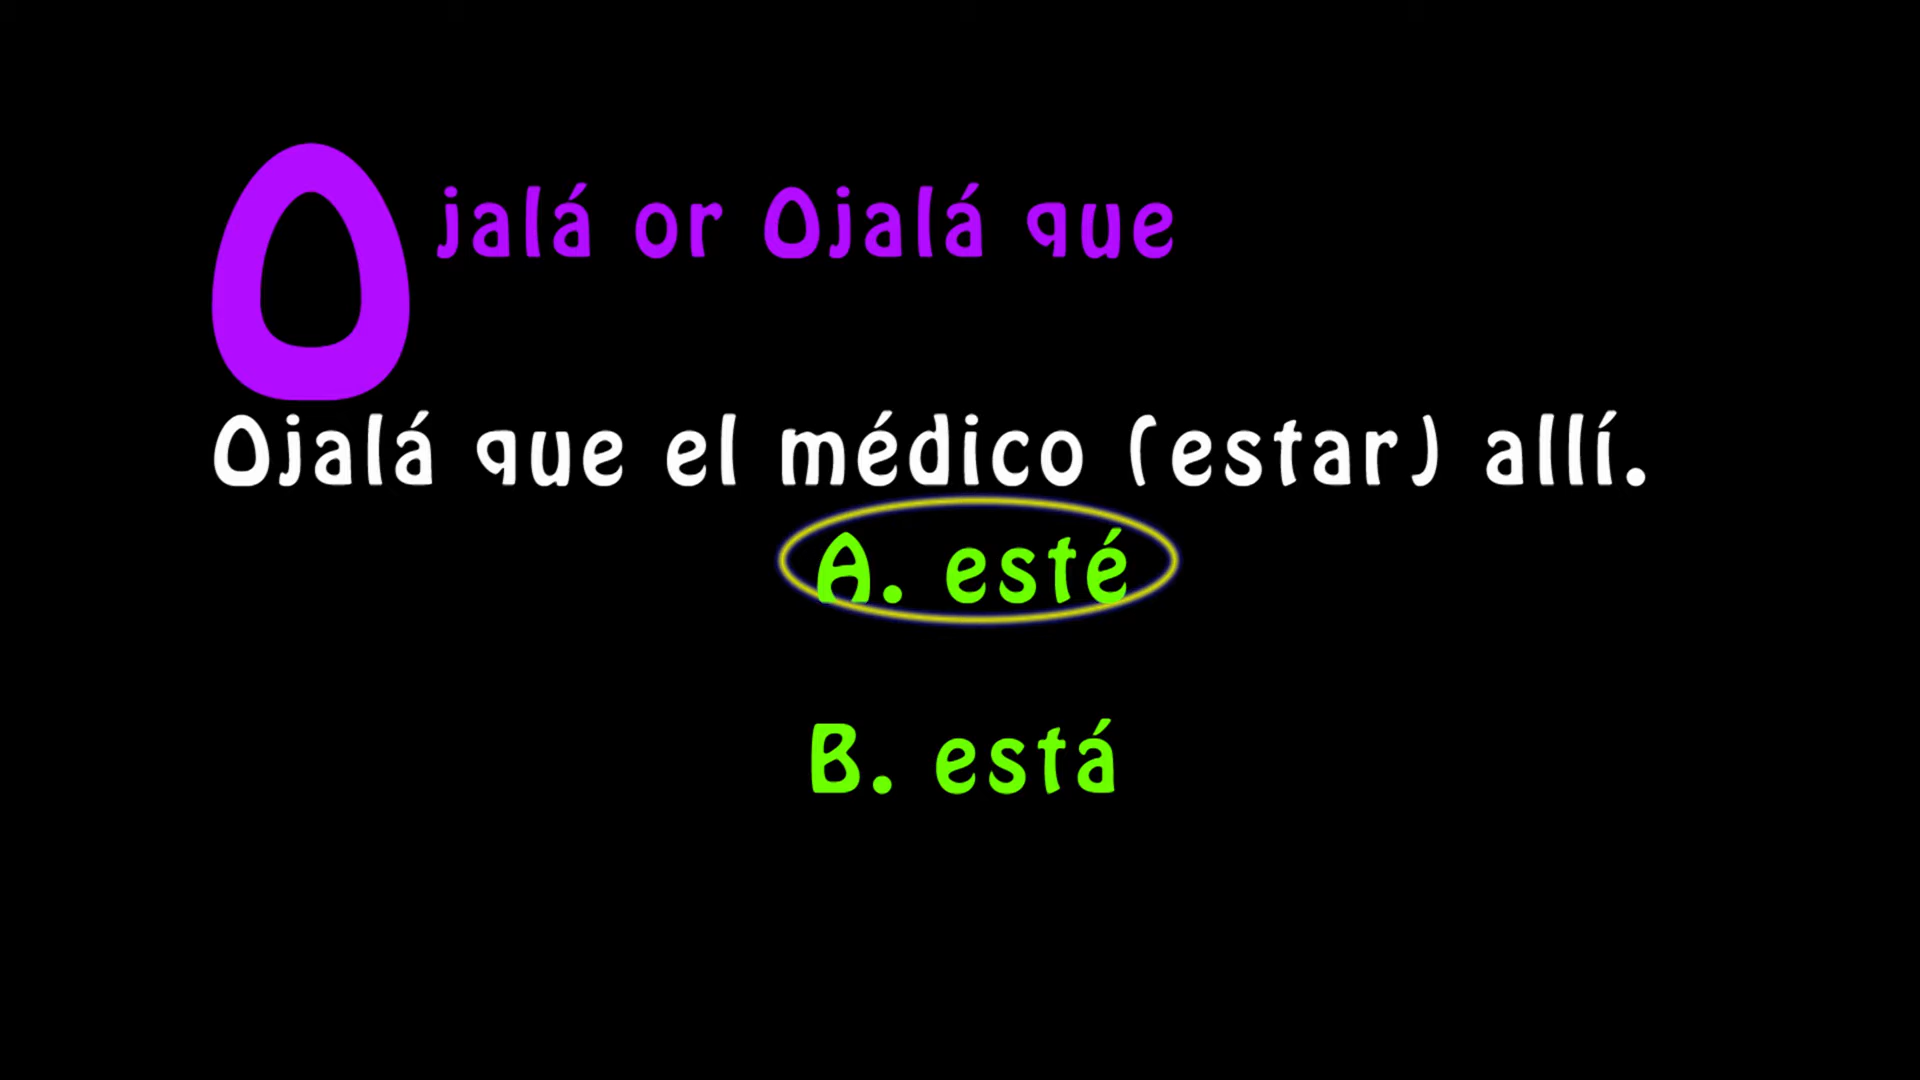 Ojalá or Ojalá que
Ojalá que el médico (estar) allí.
A. esté
B. está